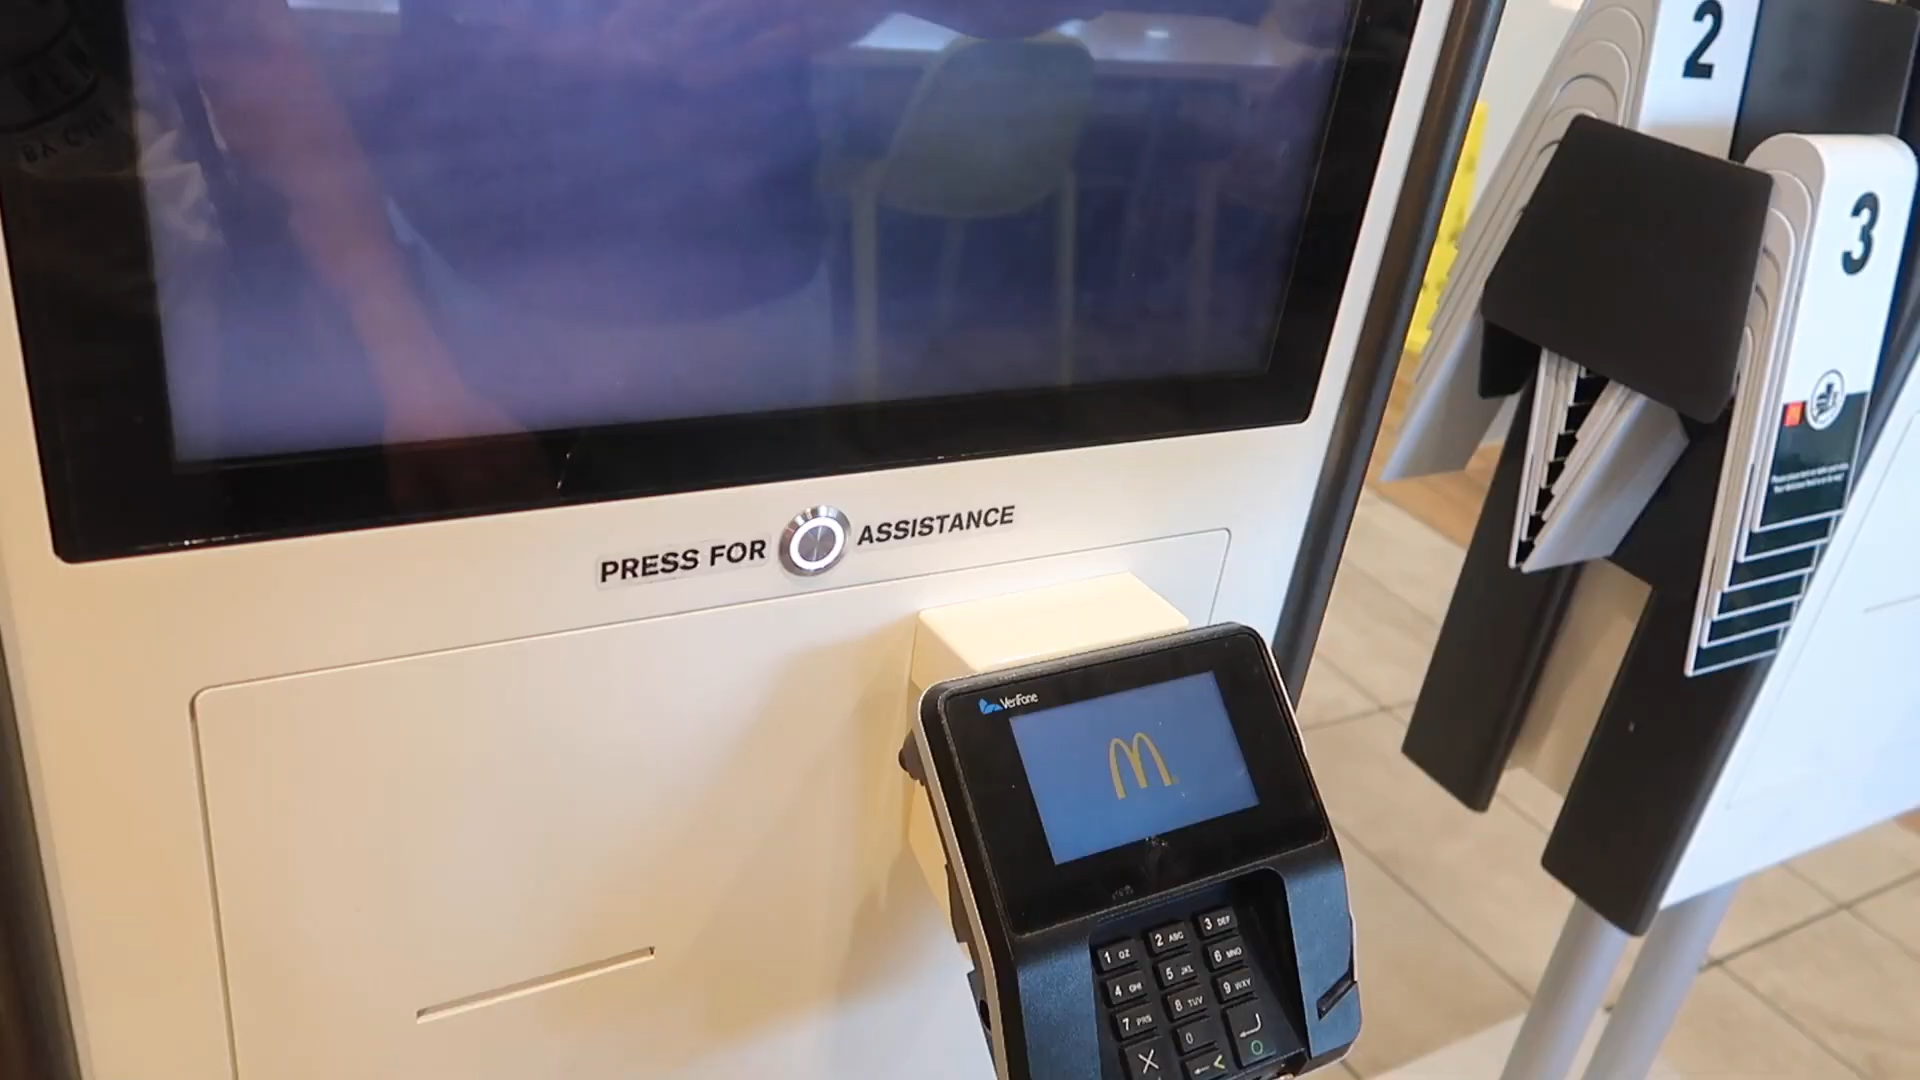 2
3
PRESS FOR ASSISTANCE
VeriFone
1 QZ 2 ABC 3 DEF
4 GHI 5 JKL 6 MNO
7 PRS 8 TUV 9 WXY
0